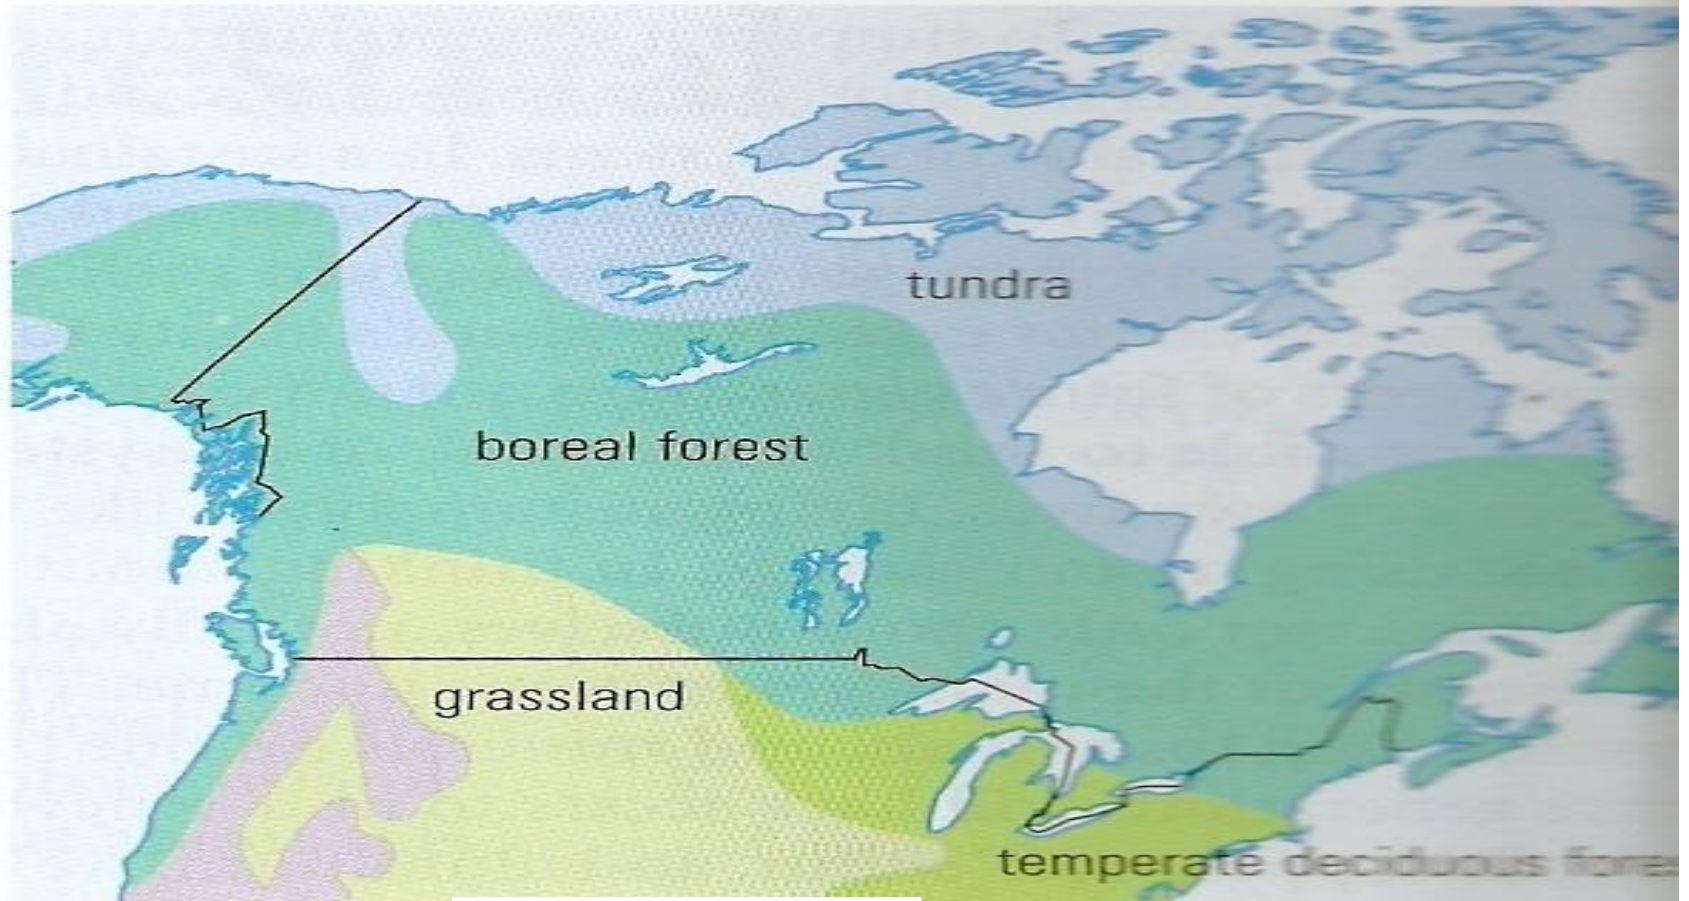 tundra
boreal forest
grassland
temperate deciduous